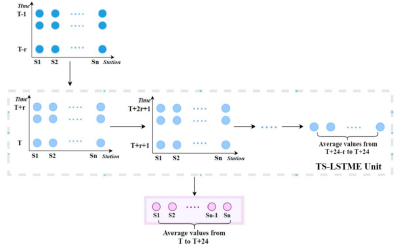 Time
T-1
T-r
S1 S2 Sn Station
Time
T+r
T
S1 S2 Sn Station
Time
T+2r+1
T+r+1
S1 S2 Sn Station
Average values from
T+24-r to T+24
TS-LSTME Unit
S1 S2 Sn-1 Sn
Average values from
T to T+24